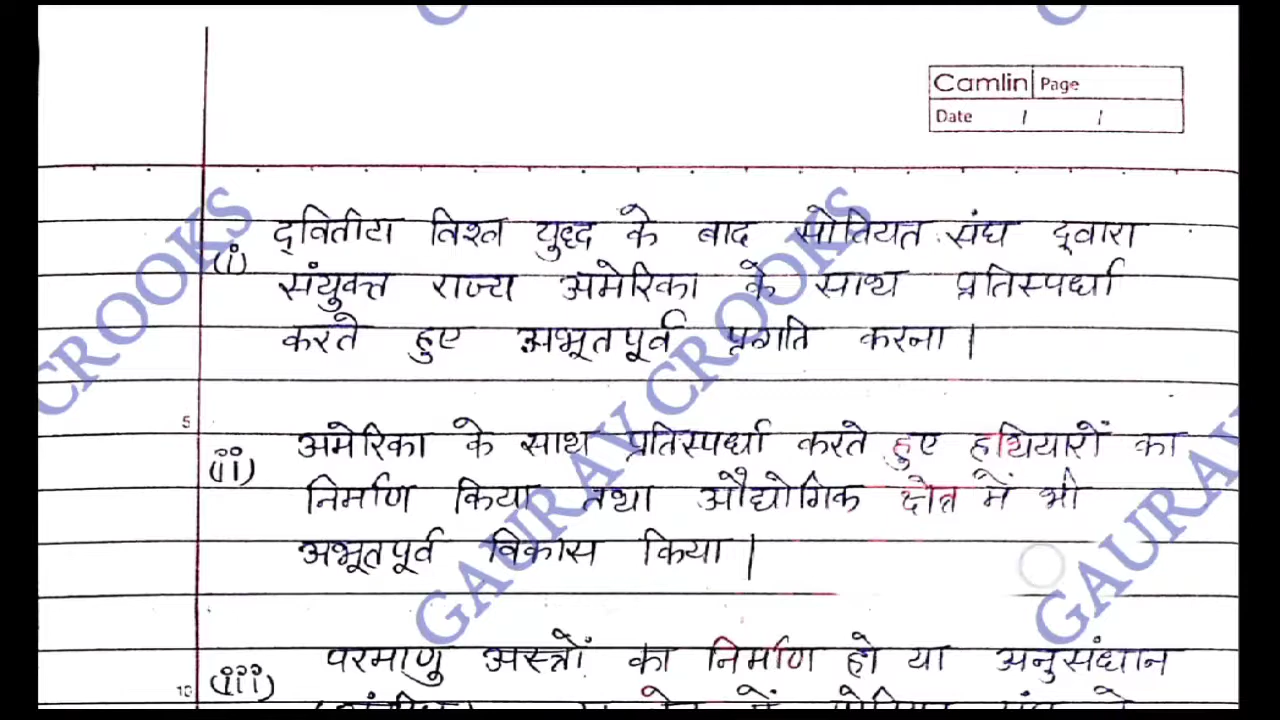 Camlin Page
Date / /
(i) द्वितीय विश्व युद्ध के बाद सोवियत संघ द्वारा
संयुक्त राज्य अमेरिका के साथ प्रतिस्पर्धा
करते हुए अभूतपूर्व प्रगति करना।
5
(ii) अमेरिका के साथ प्रतिस्पर्धा करते हुए हथियारों का
निर्माण किया तथा औद्योगिक क्षेत्र में भी
अभूतपूर्व विकास किया।
(iii) परमाणु अस्त्रों का निर्माण हो या अनुसंधान
10
GAURAV CROOKS